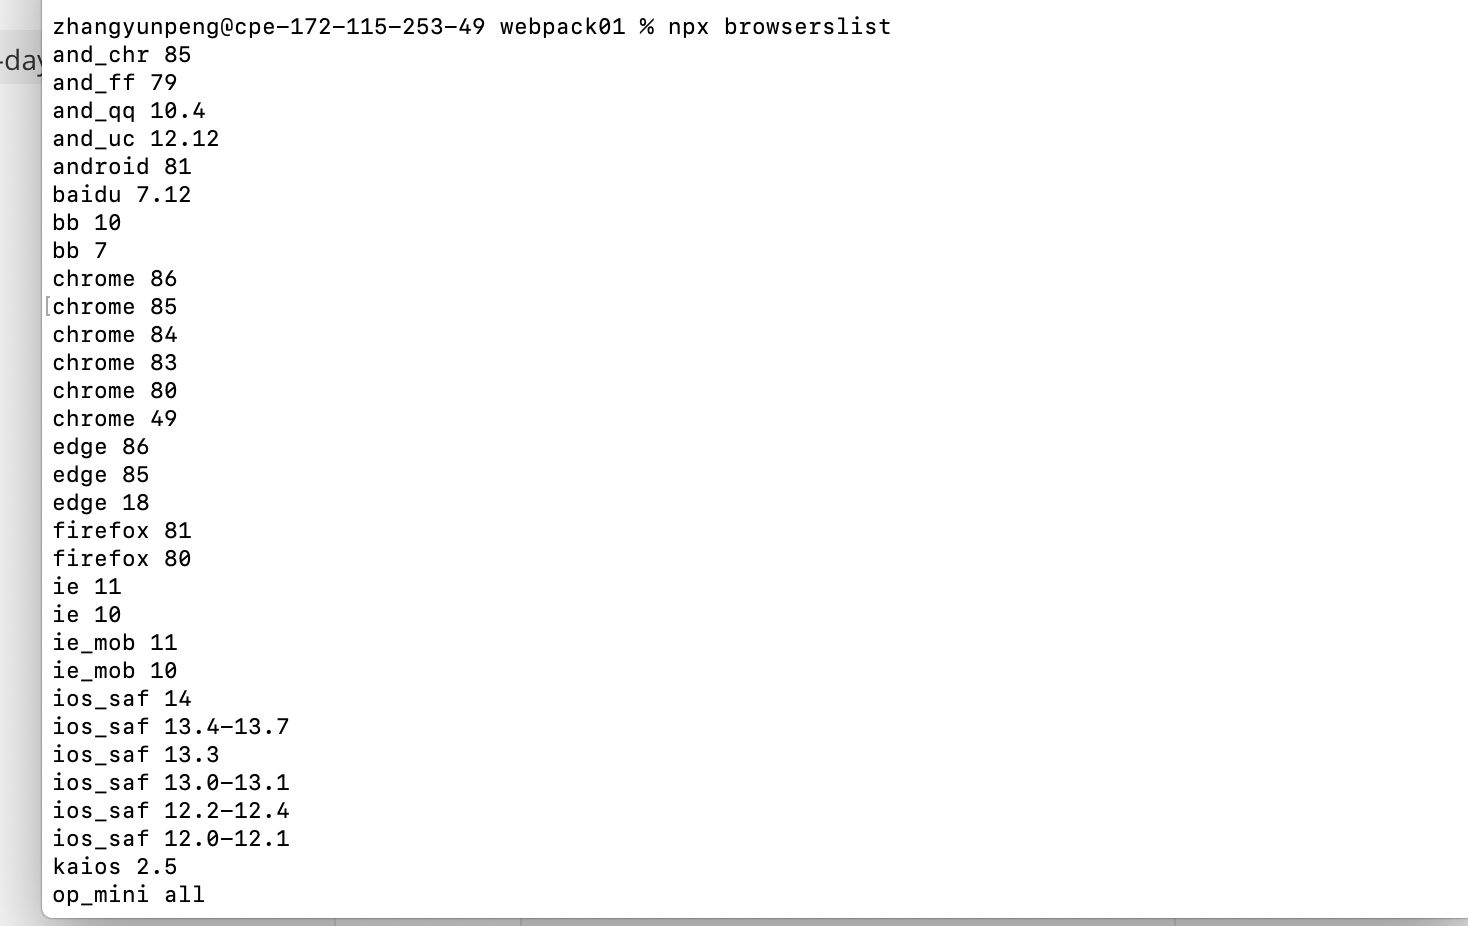 zhangyunpeng@cpe-172-115-253-49 webpack01 % npx browserslist
and_chr 85
-day
and_ff 79
and_qq 10.4
and_uc 12.12
android 81
baidu 7.12
bb 10
bb 7
chrome 86
[chrome 85
chrome 84
chrome 83
chrome 80
chrome 49
edge 86
edge 85
edge 18
firefox 81
firefox 80
ie 11
ie 10
ie_mob 11
ie_mob 10
ios_saf 14
ios_saf 13.4-13.7
ios_saf 13.3
ios_saf 13.0-13.1
ios_saf 12.2-12.4
ios_saf 12.0-12.1
kaios 2.5
op_mini all